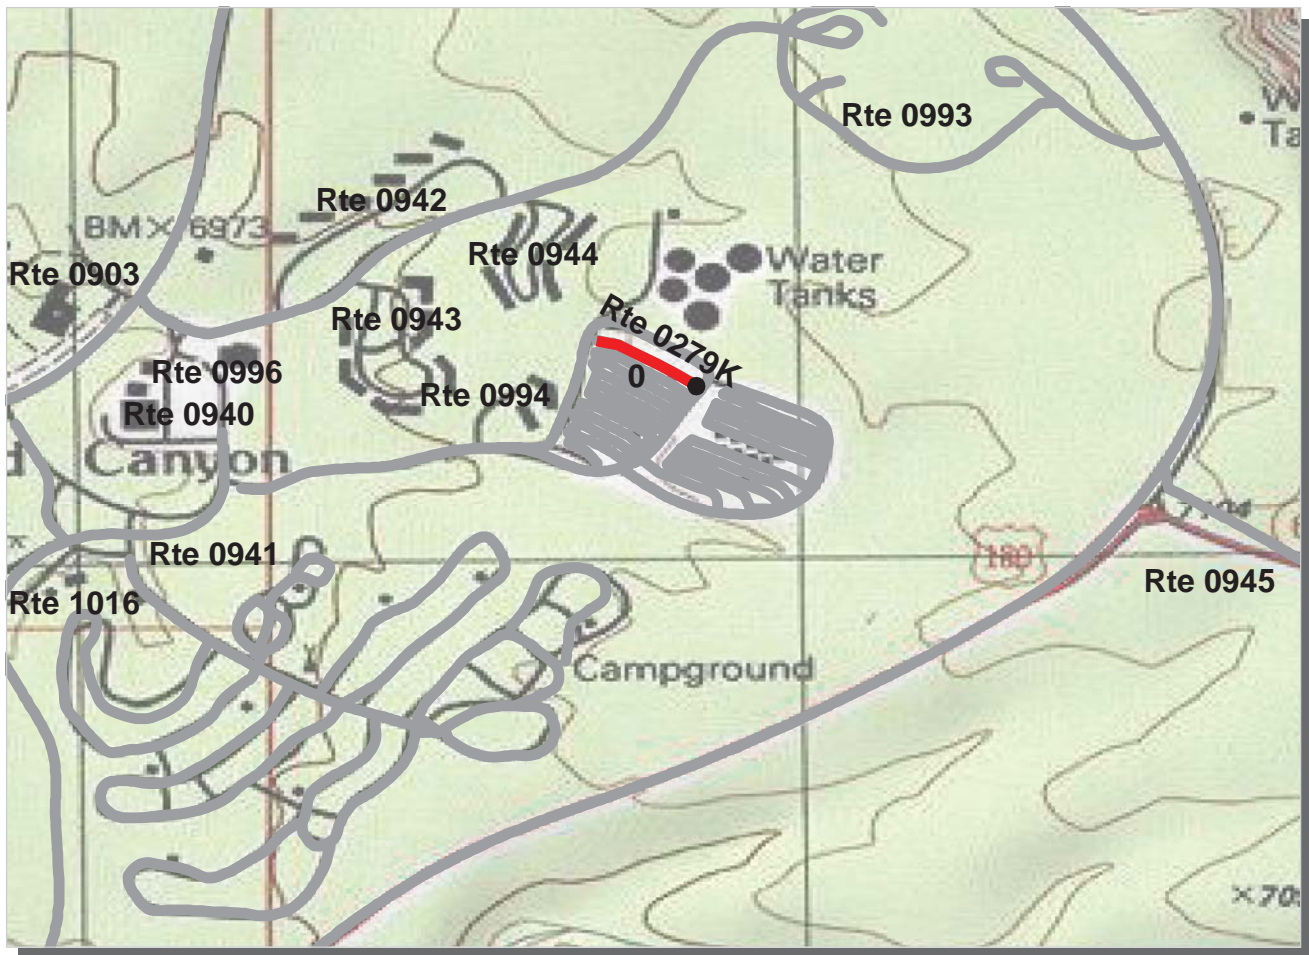 Rte 0993
Rte 0942
BM X 6973
Rte 0944
Water
Tanks
Rte 0903
Rte 0943
Rte 0279K
0
Rte 0996
Rte 0994
Rte 0940
Canyon
180
Rte 0941
Rte 0945
Rte 1016
Campground